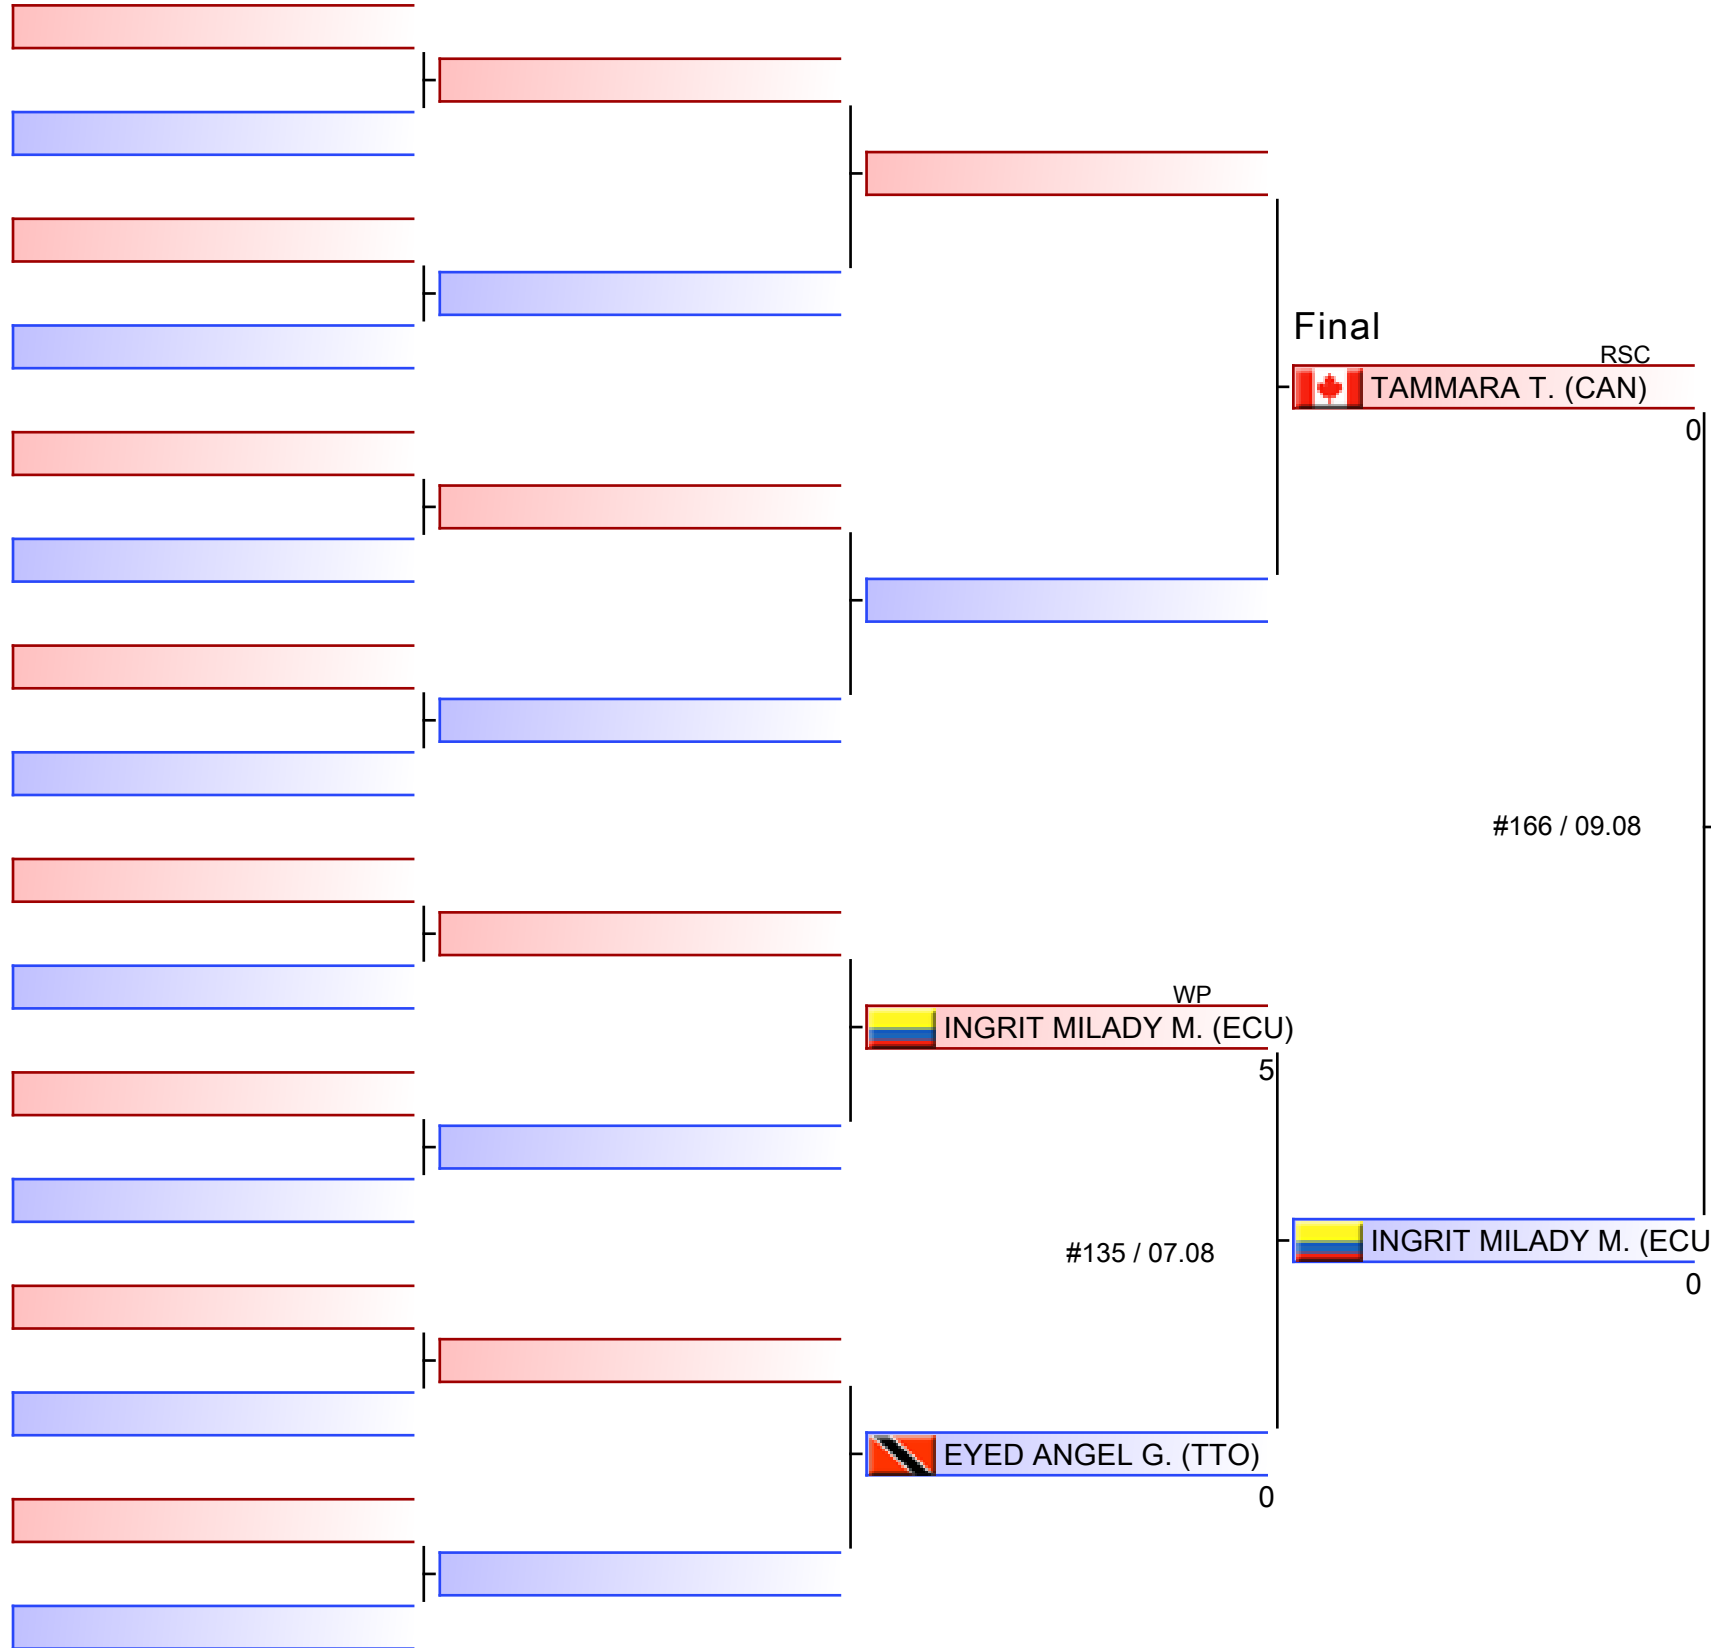 Final
RSC
TAMMARA T. (CAN)
0
#166 / 09.08
WP
INGRIT MILADY M. (ECU)
5
#135 / 07.08
INGRIT MILADY M. (ECU
0
EYED ANGEL G. (TTO)
0